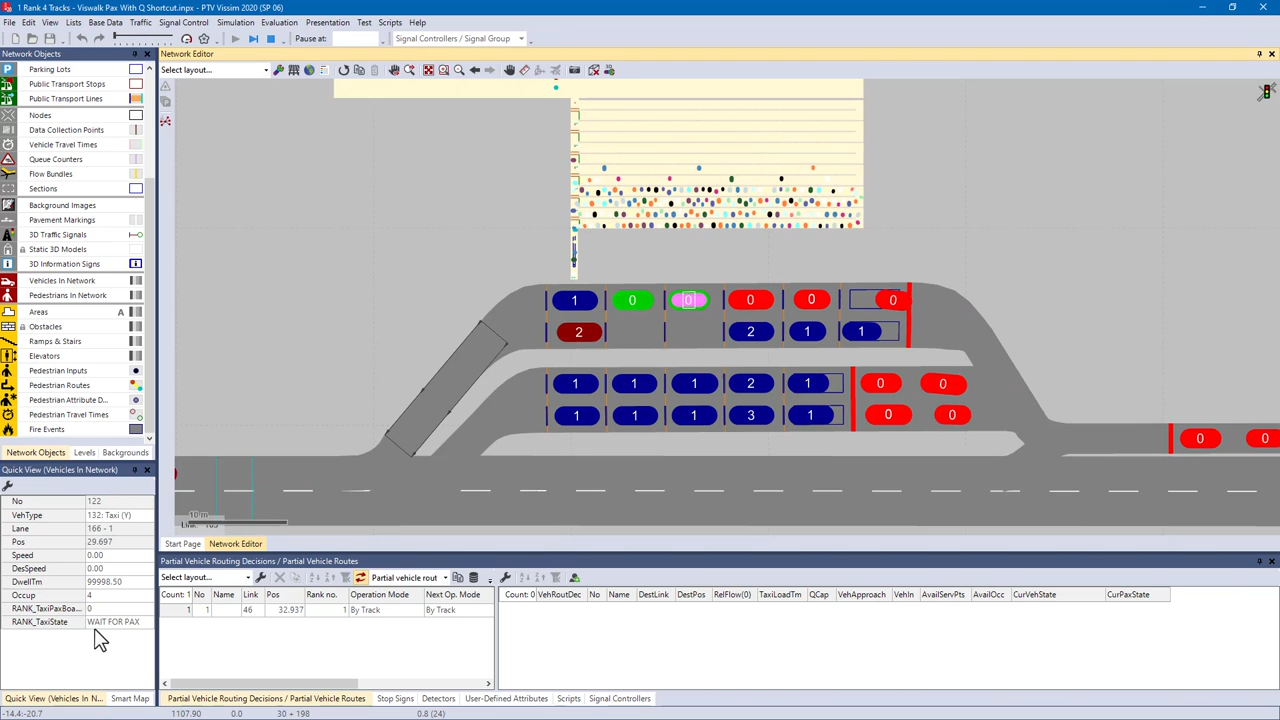 1 Rank 4 Tracks - Viswalk Pax With Q Shortcut.inpx - PTV Vissim 2020 (SP 06)
File Edit View Lists Base Data Traffic Signal Control Simulation Evaluation Presentation Test Scripts Help
Pause at: Signal Controllers / Signal Group
Network Objects
Parking Lots
Public Transport Stops
Public Transport Lines
Nodes
Data Collection Points
Vehicle Travel Times
Queue Counters
Flow Bundles
Sections
Background Images
Pavement Markings
3D Traffic Signals
Static 3D Models
3D Information Signs
Vehicles In Network
Pedestrians In Network
Areas A
Obstacles
Ramps & Stairs
Elevators
Pedestrian Inputs
Pedestrian Routes
Pedestrian Attribute D...
Pedestrian Travel Times
Fire Events
Network Objects Levels Backgrounds
Quick View (Vehicles In Network)
No 122
VehType 132: Taxi (Y)
Lane 166 - 1
Pos 29.697
Speed 0.00
DesSpeed 0.00
DwellTm 99998.50
Occup 4
RANK_TaxiPaxBoa... 0
RANK_TaxiState WAIT FOR PAX
Quick View (Vehicles In N... Smart Map
Network Editor
Select layout...
1 0 0 0 0 0
2 2 1 1
1 1 1 2 1 0 0
1 1 1 3 1 0 0
0 0
10 m
Start Page Network Editor
Partial Vehicle Routing Decisions / Partial Vehicle Routes
Select layout... Partial vehicle rout
Count: 1 No Name Link Pos Rank no. Operation Mode Next Op. Mode
1 1 46 32.937 1 By Track By Track
Count: 0 VehRoutDec No Name DestLink DestPos RelFlow(0) TaxiLoadTm QCap VehApproach VehIn AvailServPts AvailOcc CurVehState CurPaxState
Partial Vehicle Routing Decisions / Partial Vehicle Routes Stop Signs Detectors User-Defined Attributes Scripts Signal Controllers
-14.4:-20.7 1107.90 0.0 30 + 198 0.8 (24)